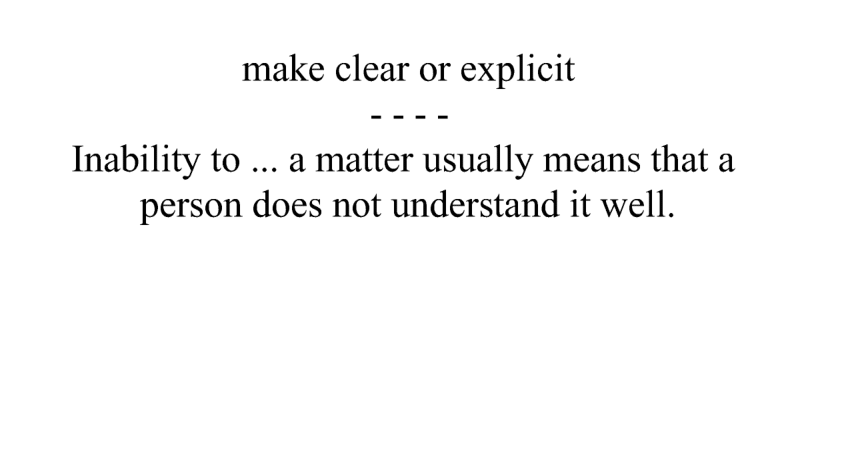 make clear or explicit
- - - -
Inability to ... a matter usually means that a
person does not understand it well.